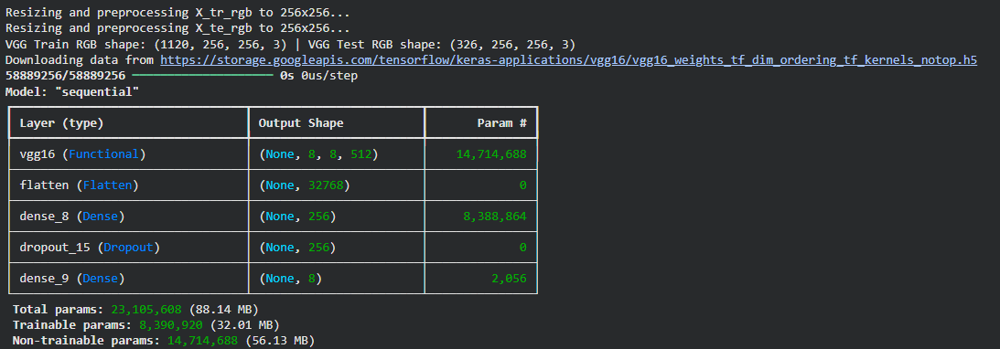 Resizing and preprocessing X_tr_rgb to 256x256...
Resizing and preprocessing X_te_rgb to 256x256...
VGG Train RGB shape: (1120, 256, 256, 3) | VGG Test RGB shape: (326, 256, 256, 3)
Downloading data from https://storage.googleapis.com/tensorflow/keras-applications/vgg16/vgg16_weights_tf_dim_ordering_tf_kernels_notop.h5
58889256/58889256 ━━━━━━━━━━━━━━━━━━━━ 0s 0us/step
Model: "sequential"
Layer (type) Output Shape Param #
vgg16 (Functional) (None, 8, 8, 512) 14,714,688
flatten (Flatten) (None, 32768) 0
dense_8 (Dense) (None, 256) 8,388,864
dropout_15 (Dropout) (None, 256) 0
dense_9 (Dense) (None, 8) 2,056
Total params: 23,105,608 (88.14 MB)
Trainable params: 8,390,920 (32.01 MB)
Non-trainable params: 14,714,688 (56.13 MB)